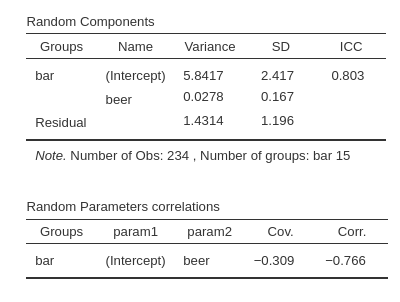 Random Components
Groups Name Variance SD ICC
bar (Intercept) 5.8417 2.417 0.803
beer 0.0278 0.167
Residual 1.4314 1.196
Note. Number of Obs: 234 , Number of groups: bar 15
Random Parameters correlations
Groups param1 param2 Cov. Corr.
bar (Intercept) beer −0.309 −0.766